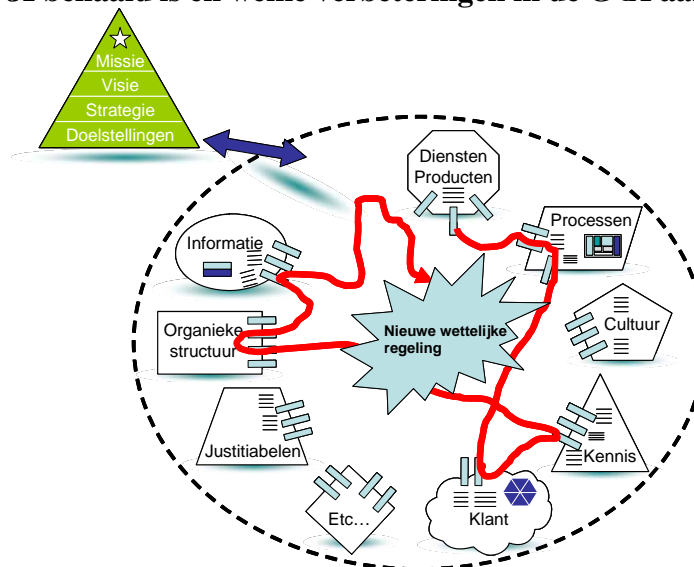 Missie
Visie
Strategie
Doelstellingen
Diensten
Producten
Processen
Informatie
Cultuur
Organieke
structuur
Nieuwe wettelijke
regeling
Justitiabelen
Kennis
Etc...
Klant